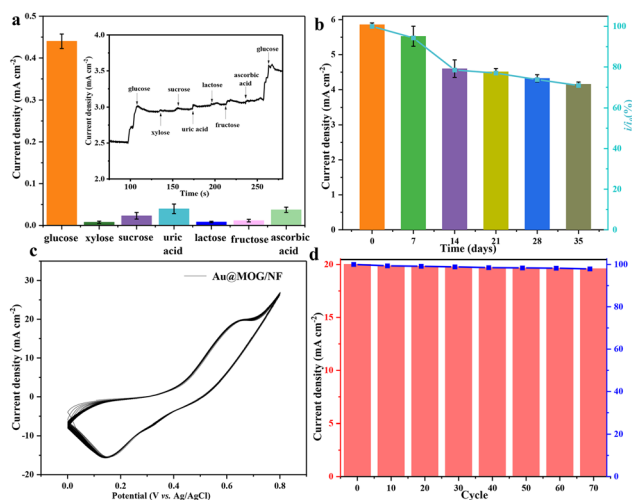 a
Current density (mA cm⁻²)
0.5
0.4
0.3
0.2
0.1
0.0
glucose
xylose
sucrose
uric
acid
lactose
fructose
ascorbic
acid
Current density (mA cm⁻²)
4.0
3.5
3.0
2.5
2.0
100
150
200
250
Time (s)
glucose
xylose
sucrose
uric acid
lactose
fructose
ascorbic
acid
glucose
b
Current density (mA cm⁻²)
6
5
4
3
2
1
0
0
7
14
21
28
35
Time (days)
100
80
60
40
20
0
c
Au@MOG/NF
Current density (mA cm⁻²)
30
20
10
0
-10
-15
0.0
0.2
0.4
0.6
0.8
Potential (V vs. Ag/AgCl)
d
Current density (mA cm⁻²)
20
15
10
5
0
0
10
20
30
40
50
60
70
Cycle
100
80
60
40
20
0